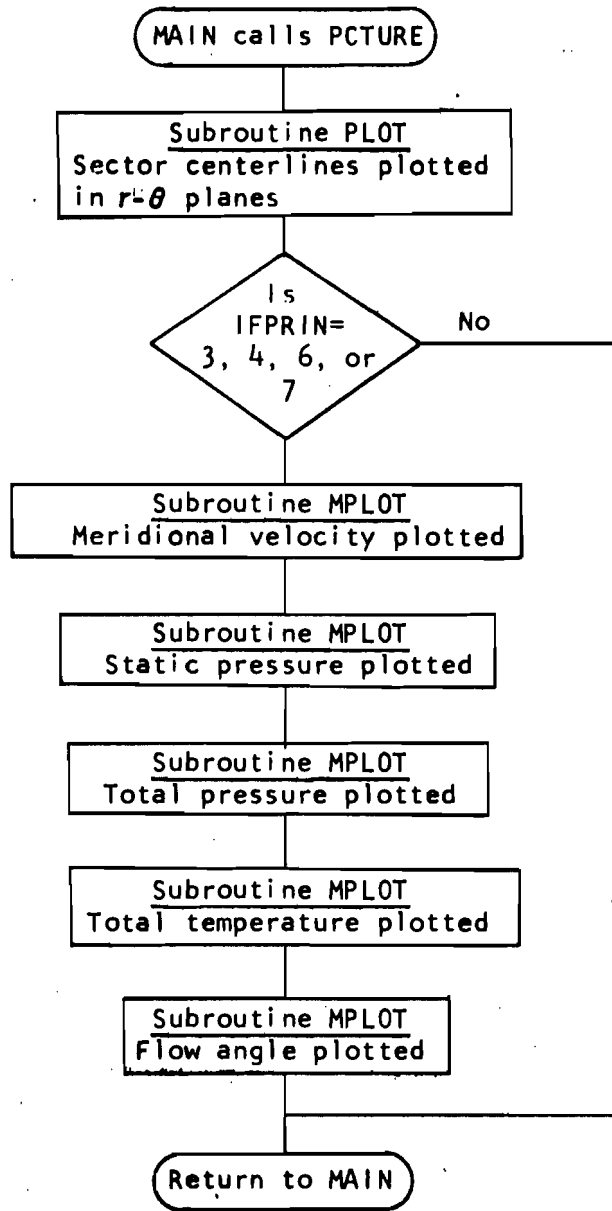 MAIN calls PCTURE
Subroutine PLOT
Sector centerlines plotted
in r-θ planes
Is
IFPRIN=
3, 4, 6, or
7
No
Subroutine MPLOT
Meridional velocity plotted
Subroutine MPLOT
Static pressure plotted
Subroutine MPLOT
Total pressure plotted
Subroutine MPLOT
Total temperature plotted
Subroutine MPLOT
Flow angle plotted
Return to MAIN